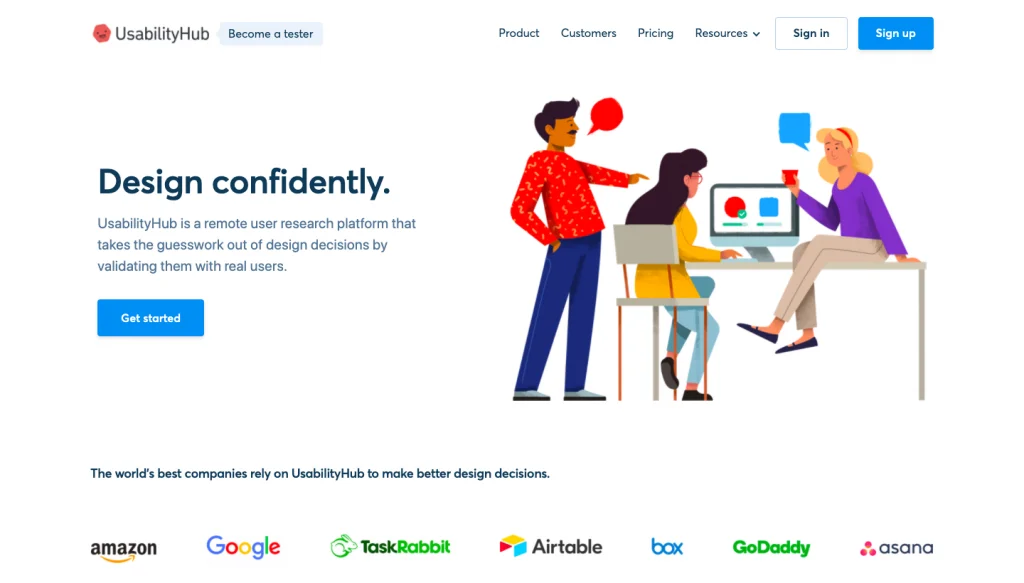 UsabilityHub
Become a tester
Product
Customers
Pricing
Resources
Sign in
Sign up
Design confidently.
UsabilityHub is a remote user research platform that
takes the guesswork out of design decisions by
validating them with real users.
Get started
The world's best companies rely on UsabilityHub to make better design decisions.
amazon
Google
TaskRabbit
Airtable
box
GoDaddy
asana